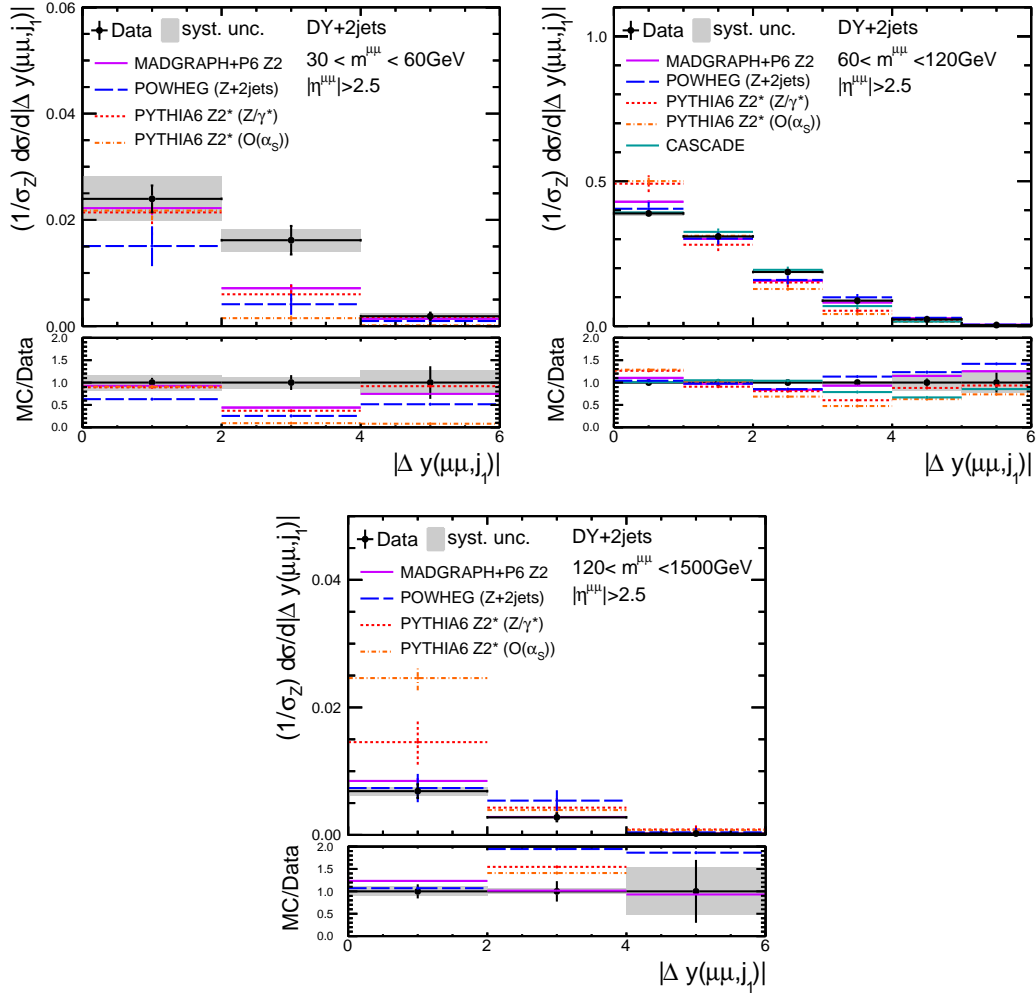 0.06
0.04
0.02
0.00
(1/σ_Z) dσ/d|Δ y(μμ,j_1)|
Data syst. unc. DY+2jets
MADGRAPH+P6 Z2 30 < m^μμ < 60GeV
POWHEG (Z+2jets) |η^μμ|>2.5
PYTHIA6 Z2* (Z/γ*)
PYTHIA6 Z2* (O(α_S))
MC/Data
2.0
1.5
1.0
0.5
0.0
0 2 4 6
|Δ y(μμ,j_1)|
1.0
0.5
0.0
(1/σ_Z) dσ/d|Δ y(μμ,j_1)|
Data syst. unc. DY+2jets
MADGRAPH+P6 Z2 60< m^μμ <120GeV
POWHEG (Z+2jets) |η^μμ|>2.5
PYTHIA6 Z2* (Z/γ*)
PYTHIA6 Z2* (O(α_S))
CASCADE
MC/Data
2.0
1.5
1.0
0.5
0.0
0 2 4 6
|Δ y(μμ,j_1)|
0.04
0.02
0.00
(1/σ_Z) dσ/d|Δ y(μμ,j_1)|
Data syst. unc. DY+2jets
MADGRAPH+P6 Z2 120< m^μμ <1500GeV
POWHEG (Z+2jets) |η^μμ|>2.5
PYTHIA6 Z2* (Z/γ*)
PYTHIA6 Z2* (O(α_S))
MC/Data
2.0
1.5
1.0
0.5
0.0
0 2 4 6
|Δ y(μμ,j_1)|